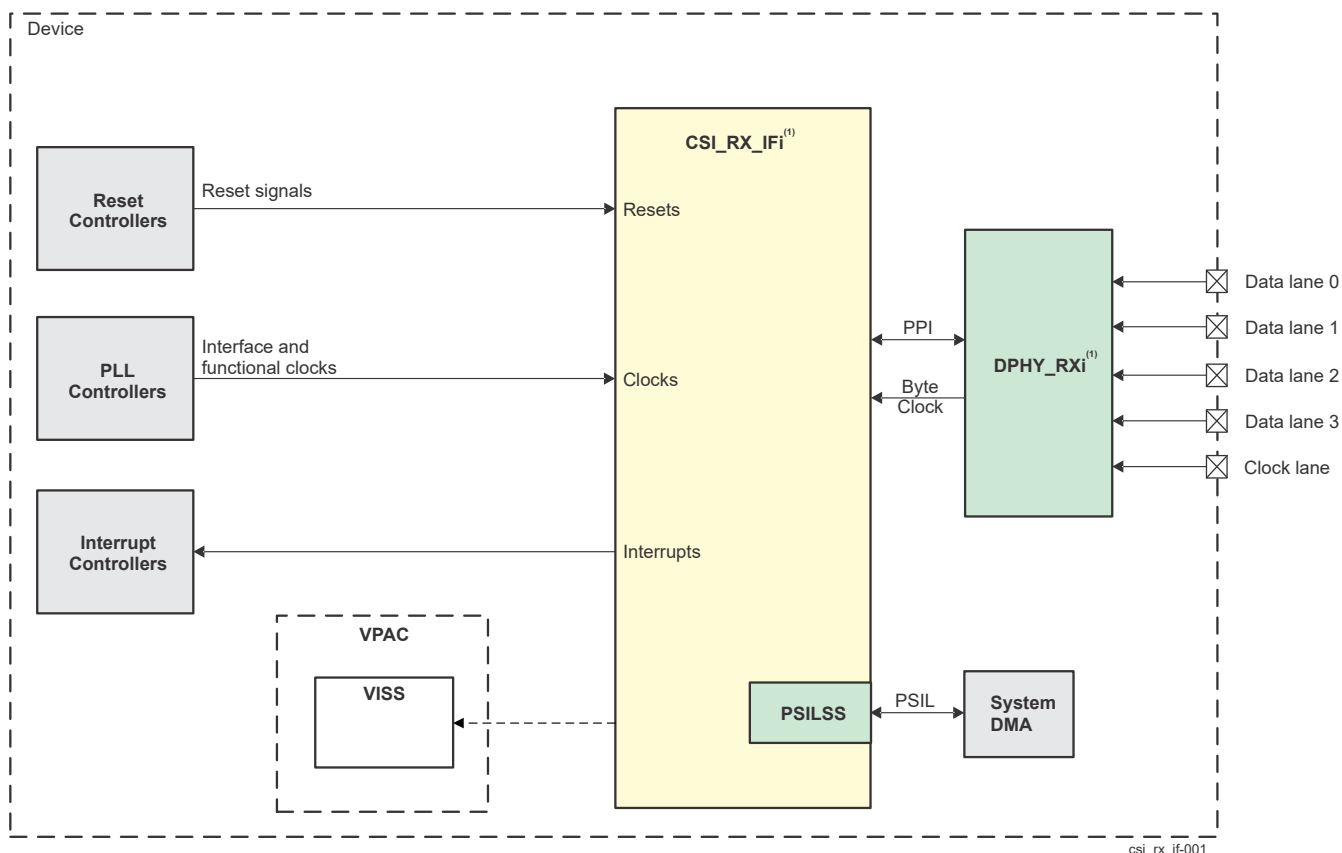 Device
CSI_RX_IFi(1)
Reset
Controllers
Reset signals
Resets
PLL
Controllers
Interface and
functional clocks
Clocks
PPI
Byte
Clock
DPHY_RXi(1)
Data lane 0
Data lane 1
Data lane 2
Data lane 3
Clock lane
Interrupt
Controllers
Interrupts
VPAC
VISS
PSILSS
PSIL
System
DMA
csi_rx_if-001